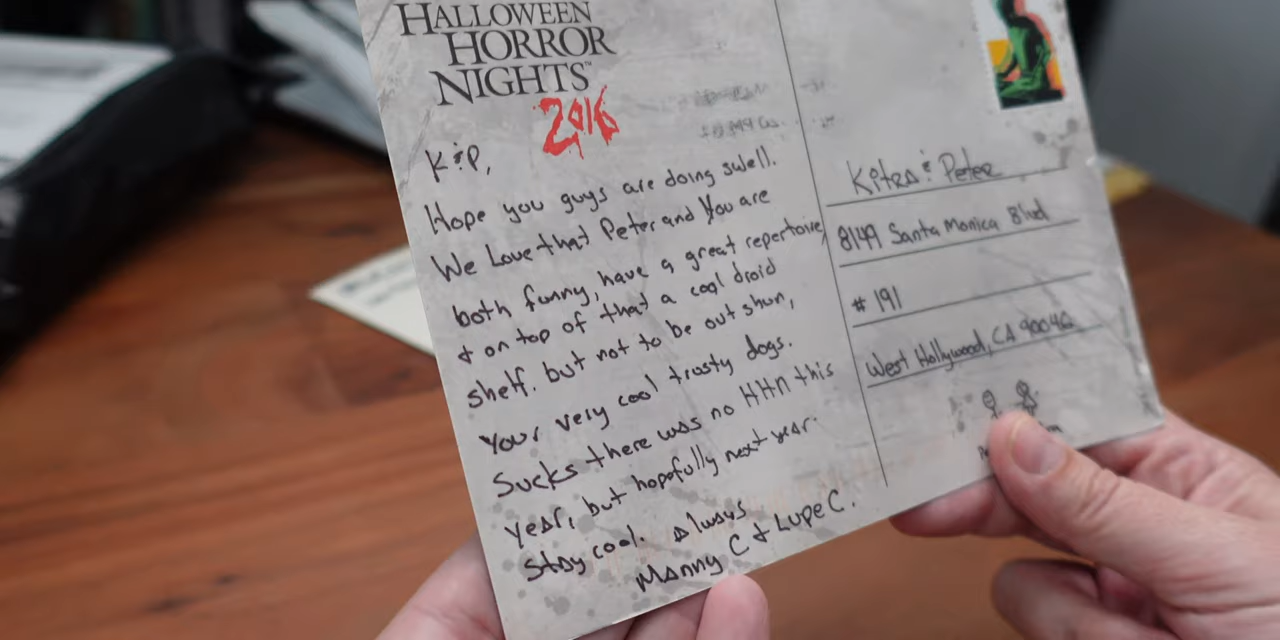 HALLOWEEN
HORROR
NIGHTS™
2016
K&P,
Hope you guys are doing swell.
We Love that Peter and You are
both funny, have a great repertoire,
& on top of that a cool droid
shelf. but not to be out shun,
Your very cool trusty dogs.
Sucks there was no HHN this
year, but hopefully next year.
Stay cool. Always
Manny C & Lupe C.
Kitra & Peter
8149 Santa Monica Blvd
# 191
West Hollywood, CA 90046